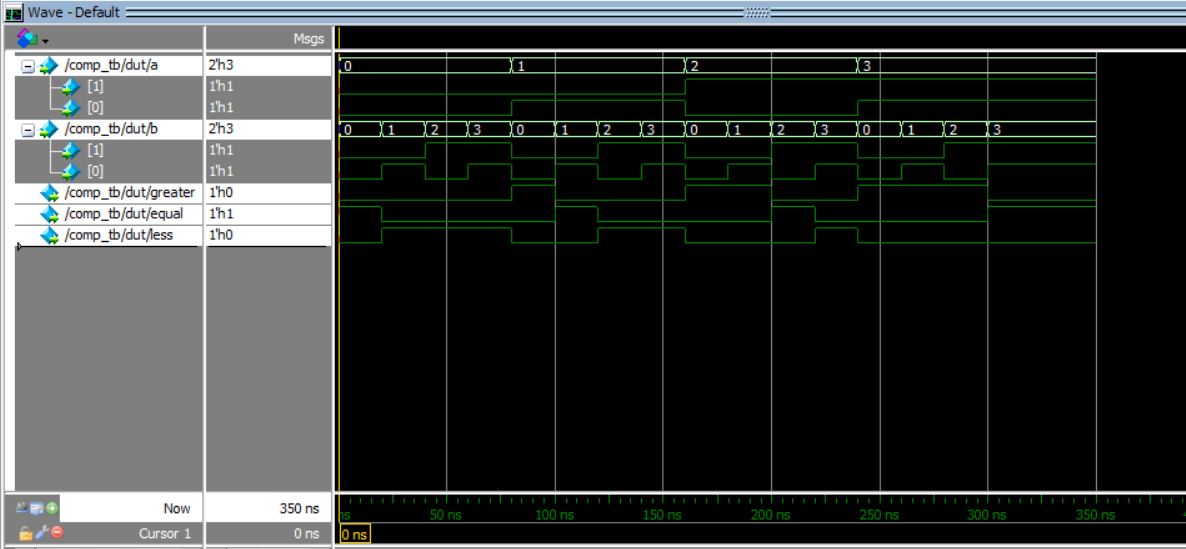 Wave - Default
Msgs
/comp_tb/dut/a 2'h3 0 1 2 3
[1] 1'h1
[0] 1'h1
/comp_tb/dut/b 2'h3 0 1 2 3 0 1 2 3 0 1 2 3 0 1 2 3
[1] 1'h1
[0] 1'h1
/comp_tb/dut/greater 1'h0
/comp_tb/dut/equal 1'h1
/comp_tb/dut/less 1'h0
Now 350 ns ns 50 ns 100 ns 150 ns 200 ns 250 ns 300 ns 350 ns
Cursor 1 0 ns 0 ns